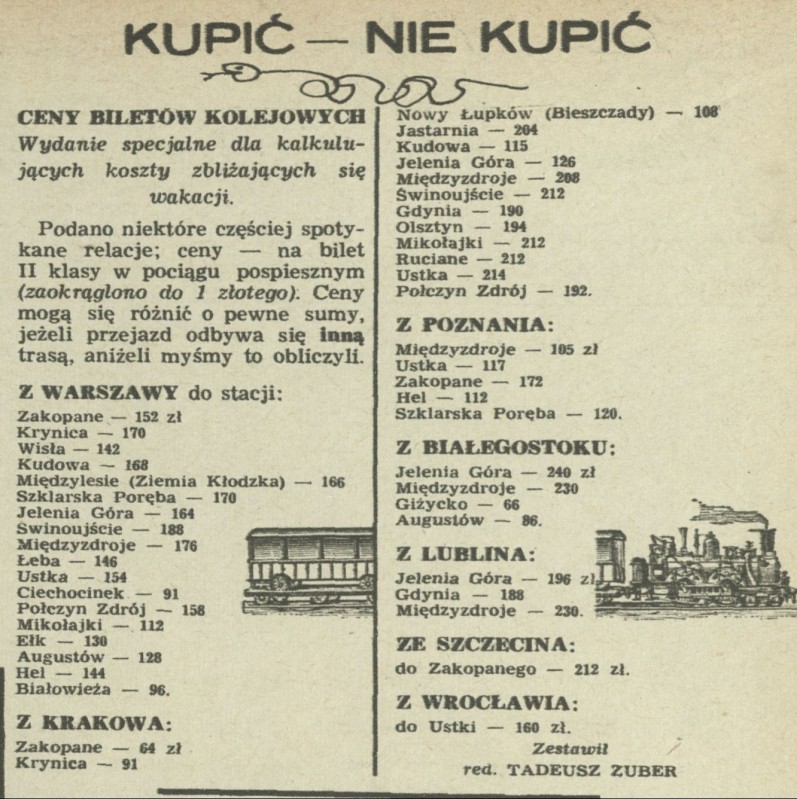 KUPIĆ — NIE KUPIĆ
CENY BILETÓW KOLEJOWYCH
Wydanie specjalne dla kalkulu-
jących koszty zbliżających się
wakacji.
Podano niektóre częściej spoty-
kane relacje; ceny — na bilet
II klasy w pociągu pospiesznym
(zaokrąglono do 1 złotego). Ceny
mogą się różnić o pewne sumy,
jeżeli przejazd odbywa się inną
trasą, aniżeli myśmy to obliczyli.
Z WARSZAWY do stacji:
Zakopane — 152 zł
Krynica — 170
Wisła — 142
Kudowa — 168
Międzylesie (Ziemia Kłodzka) — 166
Szklarska Poręba — 170
Jelenia Góra — 164
Świnoujście — 188
Międzyzdroje — 176
Łeba — 146
Ustka — 154
Ciechocinek — 91
Połczyn Zdrój — 158
Mikołajki — 112
Ełk — 130
Augustów — 128
Hel — 144
Białowieża — 96.
Z KRAKOWA:
Zakopane — 64 zł
Krynica — 91
Nowy Łupków (Bieszczady) — 108
Jastarnia — 204
Kudowa — 115
Jelenia Góra — 126
Międzyzdroje — 208
Świnoujście — 212
Gdynia — 190
Olsztyn — 194
Mikołajki — 212
Ruciane — 212
Ustka — 214
Połczyn Zdrój — 192.
Z POZNANIA:
Międzyzdroje — 105 zł
Ustka — 117
Zakopane — 172
Hel — 112
Szklarska Poręba — 120.
Z BIAŁEGOSTOKU:
Jelenia Góra — 240 zł
Międzyzdroje — 230
Giżycko — 66
Augustów — 86.
Z LUBLINA:
Jelenia Góra — 196 zł
Gdynia — 188
Międzyzdroje — 230.
ZE SZCZECINA:
do Zakopanego — 212 zł.
Z WROCŁAWIA:
do Ustki — 160 zł.
Zestawił
red. TADEUSZ ZUBER